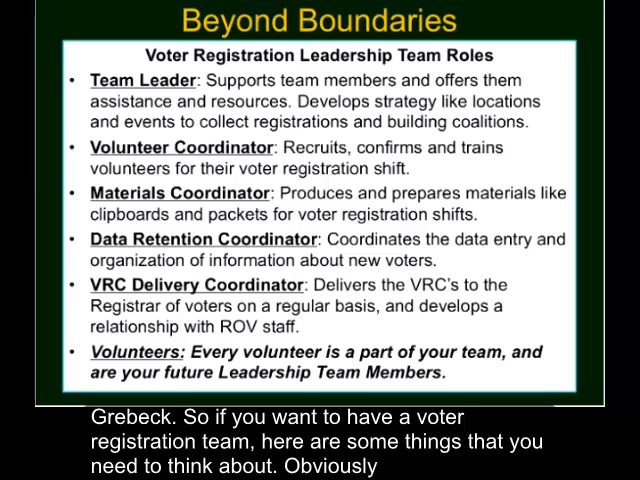 Beyond Boundaries
Voter Registration Leadership Team Roles
• Team Leader: Supports team members and offers them
assistance and resources. Develops strategy like locations
and events to collect registrations and building coalitions.
• Volunteer Coordinator: Recruits, confirms and trains
volunteers for their voter registration shift.
• Materials Coordinator: Produces and prepares materials like
clipboards and packets for voter registration shifts.
• Data Retention Coordinator: Coordinates the data entry and
organization of information about new voters.
• VRC Delivery Coordinator: Delivers the VRC's to the
Registrar of voters on a regular basis, and develops a
relationship with ROV staff.
• Volunteers: Every volunteer is a part of your team, and
are your future Leadership Team Members.
Grebeck. So if you want to have a voter
registration team, here are some things that you
need to think about. Obviously